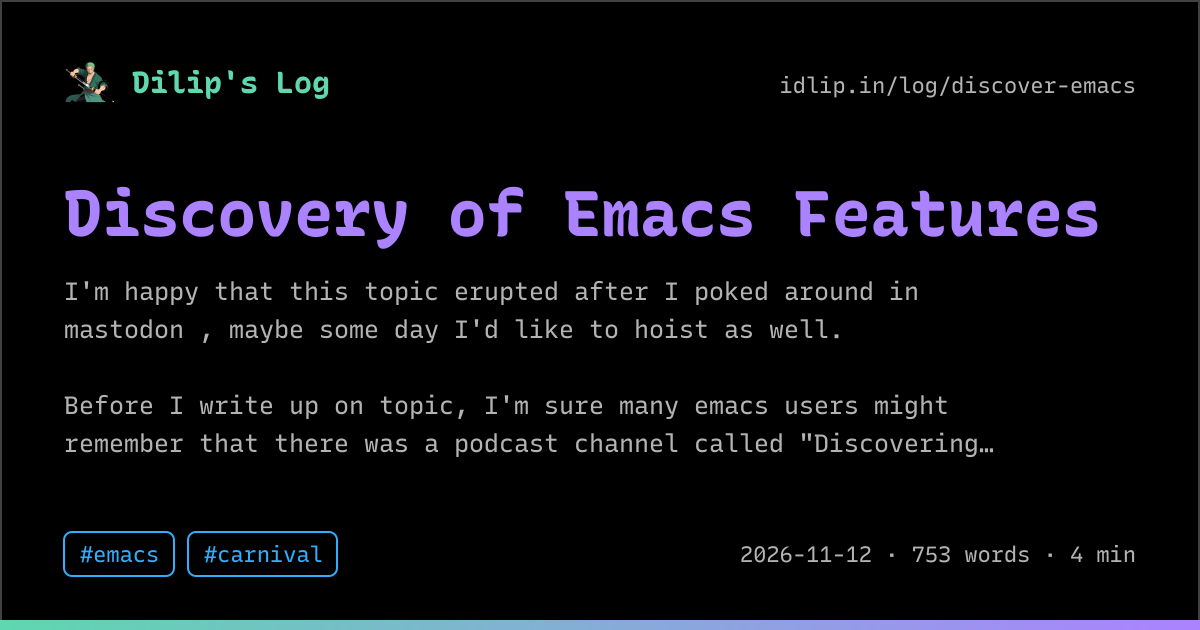 Dilip's Log
idlip.in/log/discover-emacs
Discovery of Emacs Features
I'm happy that this topic erupted after I poked around in
mastodon , maybe some day I'd like to hoist as well.
Before I write up on topic, I'm sure many emacs users might
remember that there was a podcast channel called "Discovering…
#emacs #carnival
2026-11-12 · 753 words · 4 min